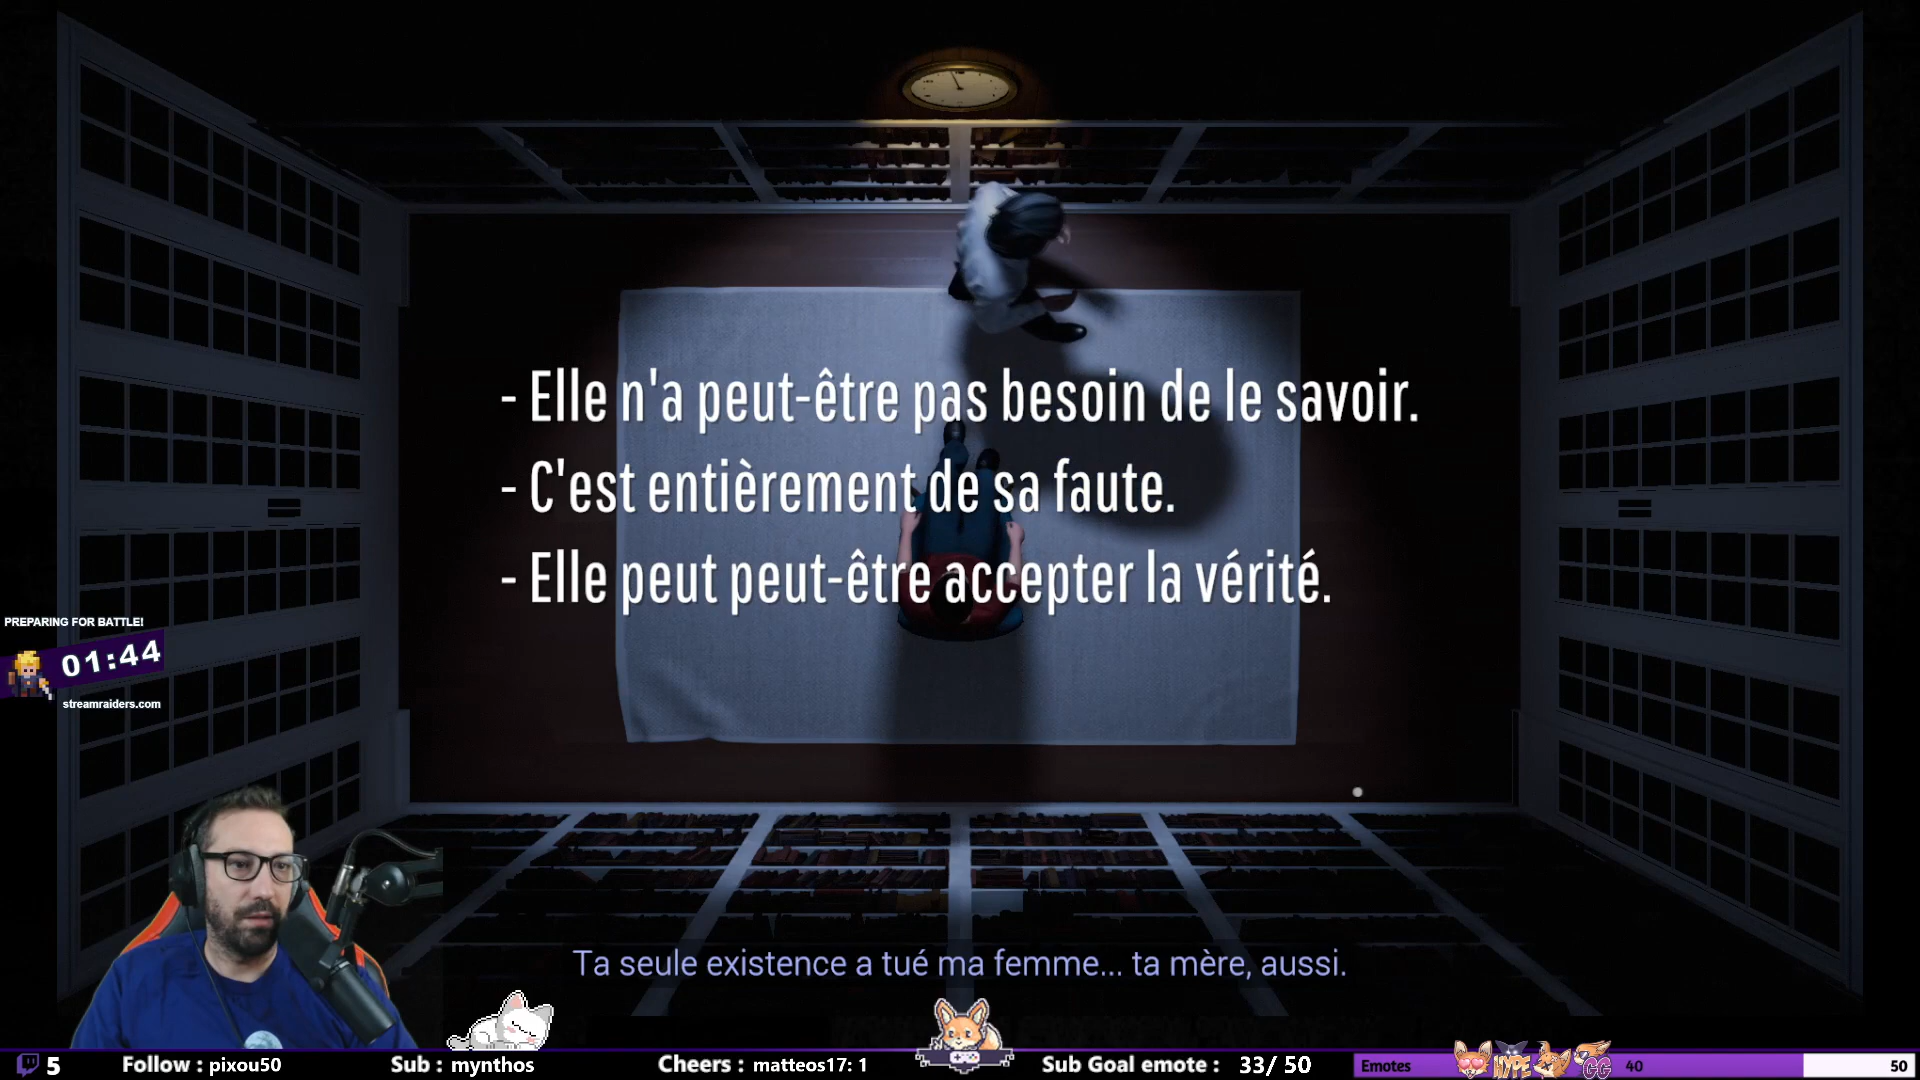 - Elle n'a peut-être pas besoin de le savoir.
- C'est entièrement de sa faute.
- Elle peut peut-être accepter la vérité.
PREPARING FOR BATTLE!
01:44
streamraiders.com
Ta seule existence a tué ma femme... ta mère, aussi.
5 Follow : pixou50 Sub : mynthos Cheers : matteos17: 1 Sub Goal emote : 33/ 50 Emotes HYPE GG 40 50